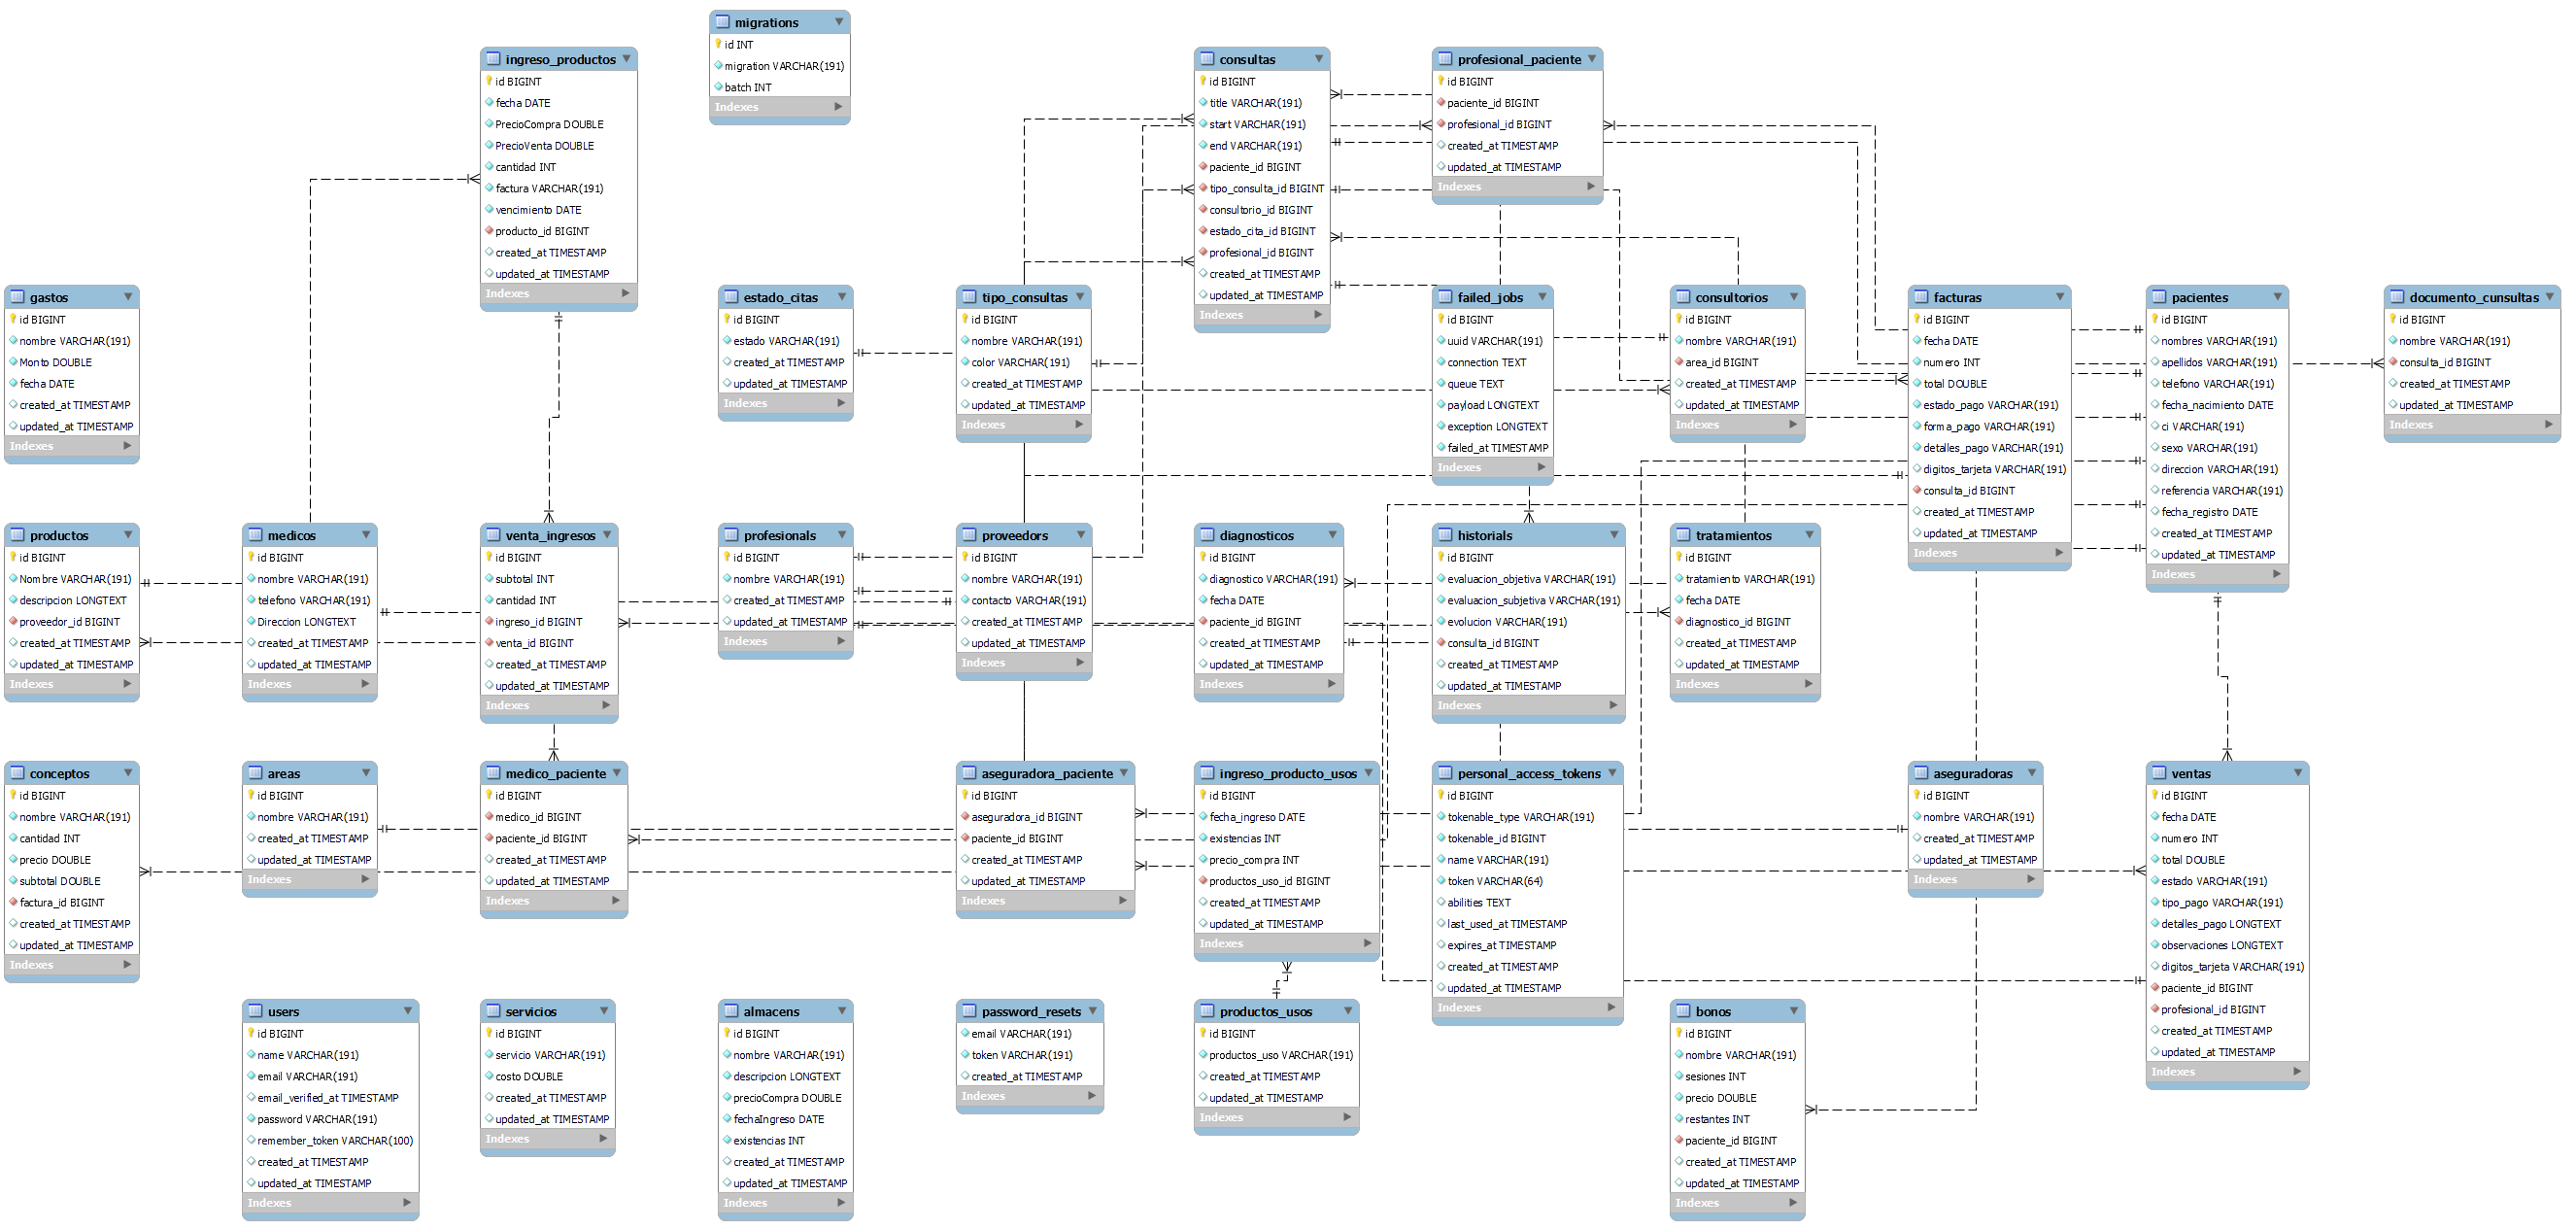 migrations
id INT
migration VARCHAR(191)
batch INT
Indexes
ingreso_productos
id BIGINT
fecha DATE
PrecioCompra DOUBLE
PrecioVenta DOUBLE
cantidad INT
factura VARCHAR(191)
vencimiento DATE
producto_id BIGINT
created_at TIMESTAMP
updated_at TIMESTAMP
Indexes
consultas
id BIGINT
title VARCHAR(191)
start VARCHAR(191)
end VARCHAR(191)
paciente_id BIGINT
tipo_consulta_id BIGINT
consultorio_id BIGINT
estado_cita_id BIGINT
profesional_id BIGINT
created_at TIMESTAMP
updated_at TIMESTAMP
Indexes
profesional_paciente
id BIGINT
paciente_id BIGINT
profesional_id BIGINT
created_at TIMESTAMP
updated_at TIMESTAMP
Indexes
gastos
id BIGINT
nombre VARCHAR(191)
Monto DOUBLE
fecha DATE
created_at TIMESTAMP
updated_at TIMESTAMP
Indexes
estado_citas
id BIGINT
estado VARCHAR(191)
created_at TIMESTAMP
updated_at TIMESTAMP
Indexes
tipo_consultas
id BIGINT
nombre VARCHAR(191)
color VARCHAR(191)
created_at TIMESTAMP
updated_at TIMESTAMP
Indexes
failed_jobs
id BIGINT
uuid VARCHAR(191)
connection TEXT
queue TEXT
payload LONGTEXT
exception LONGTEXT
failed_at TIMESTAMP
Indexes
consultorios
id BIGINT
nombre VARCHAR(191)
area_id BIGINT
created_at TIMESTAMP
updated_at TIMESTAMP
Indexes
facturas
id BIGINT
fecha DATE
numero INT
total DOUBLE
estado_pago VARCHAR(191)
forma_pago VARCHAR(191)
detalles_pago VARCHAR(191)
digitos_tarjeta VARCHAR(191)
consulta_id BIGINT
created_at TIMESTAMP
updated_at TIMESTAMP
Indexes
pacientes
id BIGINT
nombres VARCHAR(191)
apellidos VARCHAR(191)
telefono VARCHAR(191)
fecha_nacimiento DATE
ci VARCHAR(191)
sexo VARCHAR(191)
direccion VARCHAR(191)
referencia VARCHAR(191)
fecha_registro DATE
created_at TIMESTAMP
updated_at TIMESTAMP
Indexes
documento_cunsultas
id BIGINT
nombre VARCHAR(191)
consulta_id BIGINT
created_at TIMESTAMP
updated_at TIMESTAMP
Indexes
productos
id BIGINT
Nombre VARCHAR(191)
descripcion LONGTEXT
proveedor_id BIGINT
created_at TIMESTAMP
updated_at TIMESTAMP
Indexes
medicos
id BIGINT
nombre VARCHAR(191)
telefono VARCHAR(191)
Direccion LONGTEXT
created_at TIMESTAMP
updated_at TIMESTAMP
Indexes
venta_ingresos
id BIGINT
subtotal INT
cantidad INT
ingreso_id BIGINT
venta_id BIGINT
created_at TIMESTAMP
updated_at TIMESTAMP
Indexes
profesionals
id BIGINT
nombre VARCHAR(191)
created_at TIMESTAMP
updated_at TIMESTAMP
Indexes
proveedors
id BIGINT
nombre VARCHAR(191)
contacto VARCHAR(191)
created_at TIMESTAMP
updated_at TIMESTAMP
Indexes
diagnosticos
id BIGINT
diagnostico VARCHAR(191)
fecha DATE
paciente_id BIGINT
created_at TIMESTAMP
updated_at TIMESTAMP
Indexes
historials
id BIGINT
evaluacion_objetiva VARCHAR(191)
evaluacion_subjetiva VARCHAR(191)
evolucion VARCHAR(191)
consulta_id BIGINT
created_at TIMESTAMP
updated_at TIMESTAMP
Indexes
tratamientos
id BIGINT
tratamiento VARCHAR(191)
fecha DATE
diagnostico_id BIGINT
created_at TIMESTAMP
updated_at TIMESTAMP
Indexes
conceptos
id BIGINT
nombre VARCHAR(191)
cantidad INT
precio DOUBLE
subtotal DOUBLE
factura_id BIGINT
created_at TIMESTAMP
updated_at TIMESTAMP
Indexes
areas
id BIGINT
nombre VARCHAR(191)
created_at TIMESTAMP
updated_at TIMESTAMP
Indexes
medico_paciente
id BIGINT
medico_id BIGINT
paciente_id BIGINT
created_at TIMESTAMP
updated_at TIMESTAMP
Indexes
aseguradora_paciente
id BIGINT
aseguradora_id BIGINT
paciente_id BIGINT
created_at TIMESTAMP
updated_at TIMESTAMP
Indexes
ingreso_producto_usos
id BIGINT
fecha_ingreso DATE
existencias INT
precio_compra INT
productos_uso_id BIGINT
created_at TIMESTAMP
updated_at TIMESTAMP
Indexes
personal_access_tokens
id BIGINT
tokenable_type VARCHAR(191)
tokenable_id BIGINT
name VARCHAR(191)
token VARCHAR(64)
abilities TEXT
last_used_at TIMESTAMP
expires_at TIMESTAMP
created_at TIMESTAMP
updated_at TIMESTAMP
Indexes
aseguradoras
id BIGINT
nombre VARCHAR(191)
created_at TIMESTAMP
updated_at TIMESTAMP
Indexes
ventas
id BIGINT
fecha DATE
numero INT
total DOUBLE
estado VARCHAR(191)
tipo_pago VARCHAR(191)
detalles_pago LONGTEXT
observaciones LONGTEXT
digitos_tarjeta VARCHAR(191)
paciente_id BIGINT
profesional_id BIGINT
created_at TIMESTAMP
updated_at TIMESTAMP
Indexes
users
id BIGINT
name VARCHAR(191)
email VARCHAR(191)
email_verified_at TIMESTAMP
password VARCHAR(191)
remember_token VARCHAR(100)
created_at TIMESTAMP
updated_at TIMESTAMP
Indexes
servicios
id BIGINT
servicio VARCHAR(191)
costo DOUBLE
created_at TIMESTAMP
updated_at TIMESTAMP
Indexes
almacens
id BIGINT
nombre VARCHAR(191)
descripcion LONGTEXT
precioCompra DOUBLE
fechaIngreso DATE
existencias INT
created_at TIMESTAMP
updated_at TIMESTAMP
Indexes
password_resets
email VARCHAR(191)
token VARCHAR(191)
created_at TIMESTAMP
Indexes
productos_usos
id BIGINT
productos_uso VARCHAR(191)
created_at TIMESTAMP
updated_at TIMESTAMP
Indexes
bonos
id BIGINT
nombre VARCHAR(191)
sesiones INT
precio DOUBLE
restantes INT
paciente_id BIGINT
created_at TIMESTAMP
updated_at TIMESTAMP
Indexes